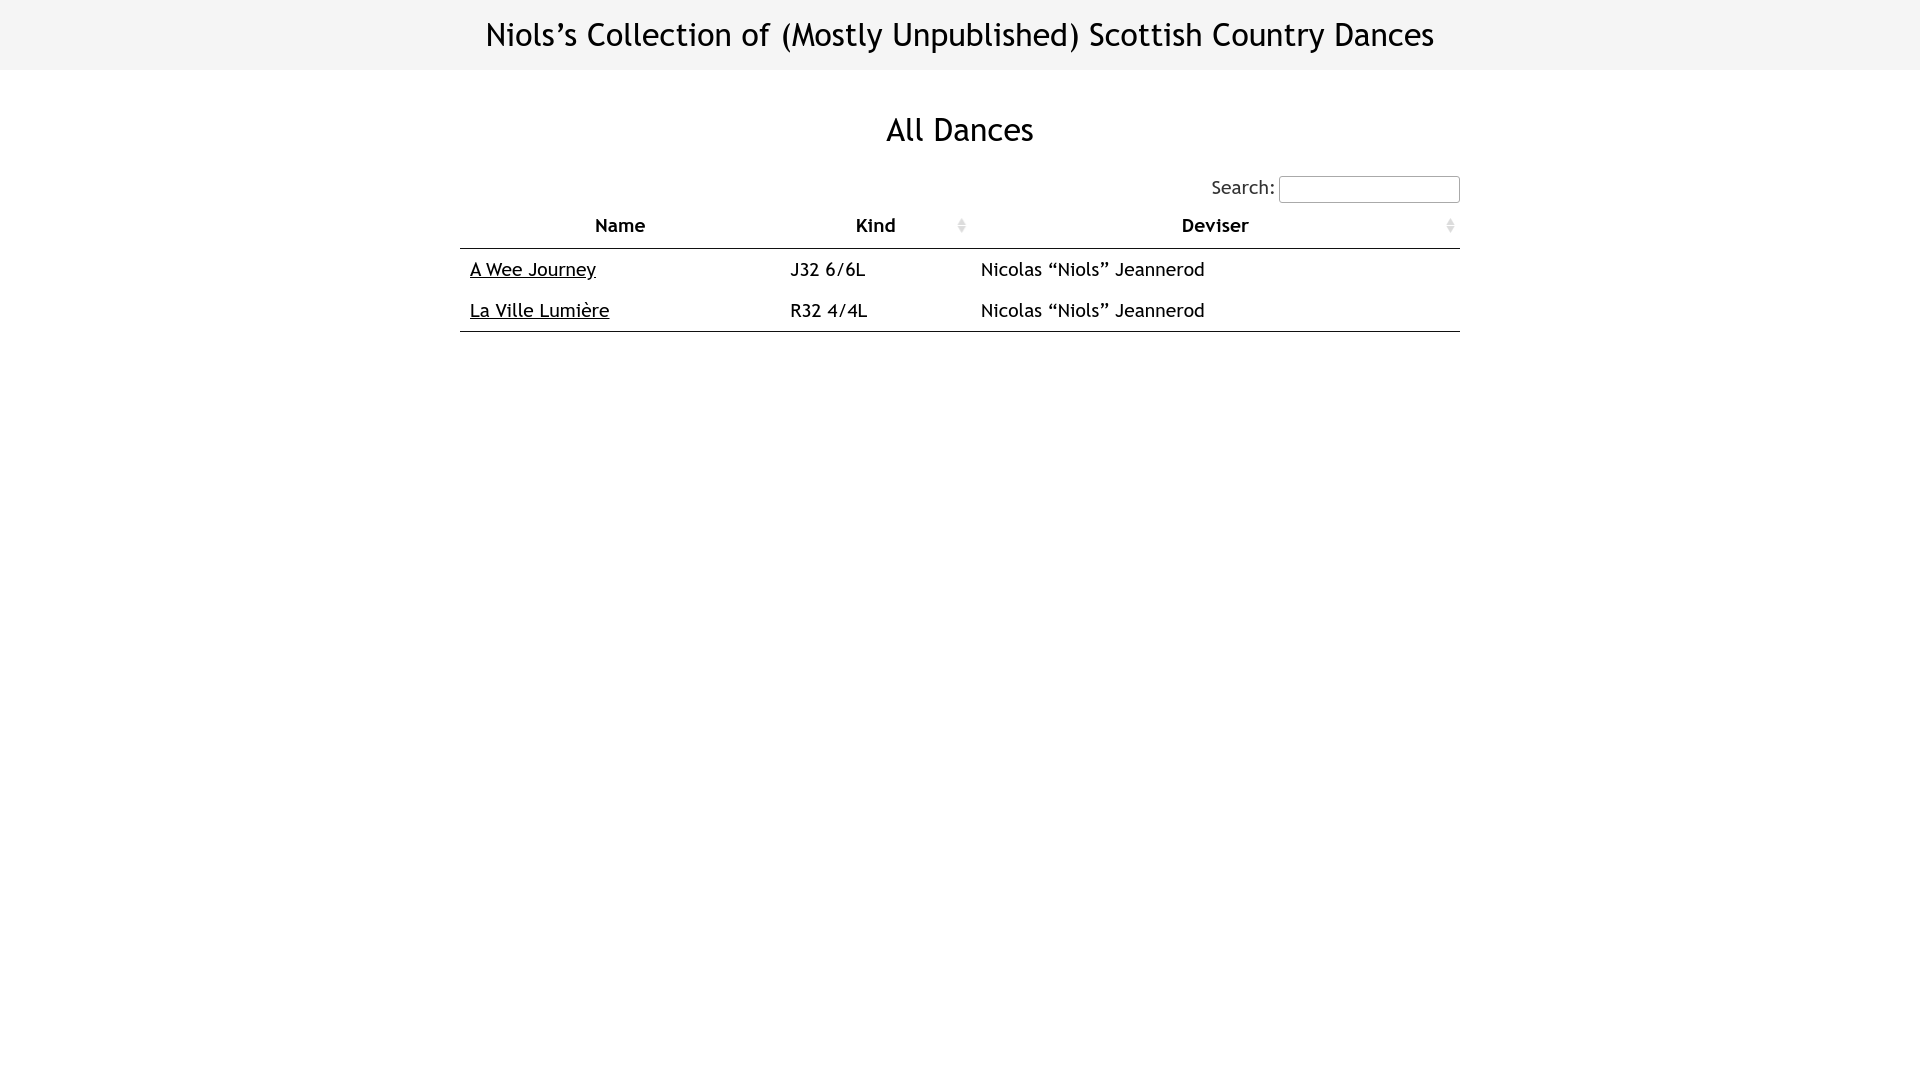 Niols’s Collection of (Mostly Unpublished) Scottish Country Dances
All Dances
Search:
Name Kind Deviser
A Wee Journey J32 6/6L Nicolas “Niols” Jeannerod
La Ville Lumière R32 4/4L Nicolas “Niols” Jeannerod